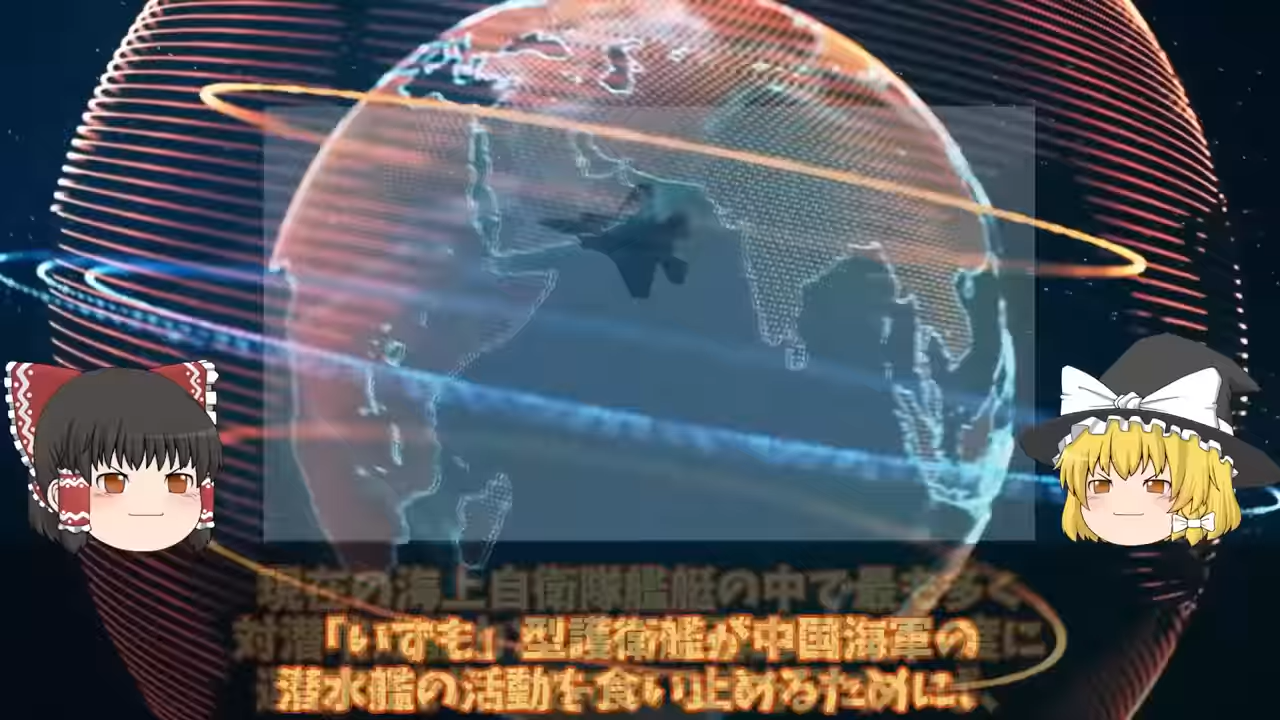 現在の海上自衛隊艦艇の中で最も多く
「いずも」型護衛艦が中国海軍の
潜水艦の活動を食い止めるために、